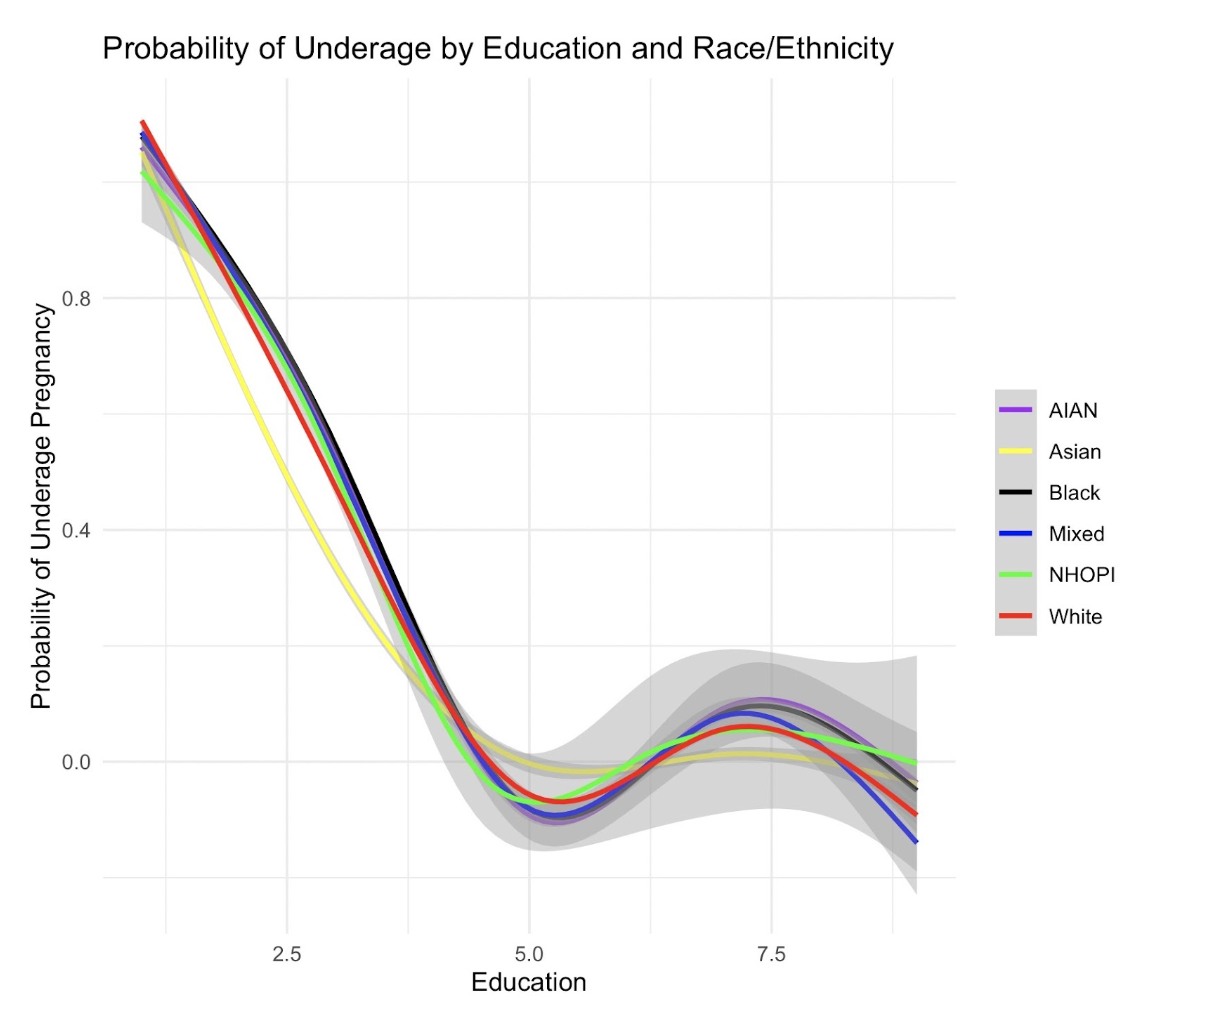 Probability of Underage by Education and Race/Ethnicity
Probability of Underage Pregnancy
0.8
0.4
0.0
2.5
5.0
7.5
Education
AIAN
Asian
Black
Mixed
NHOPI
White